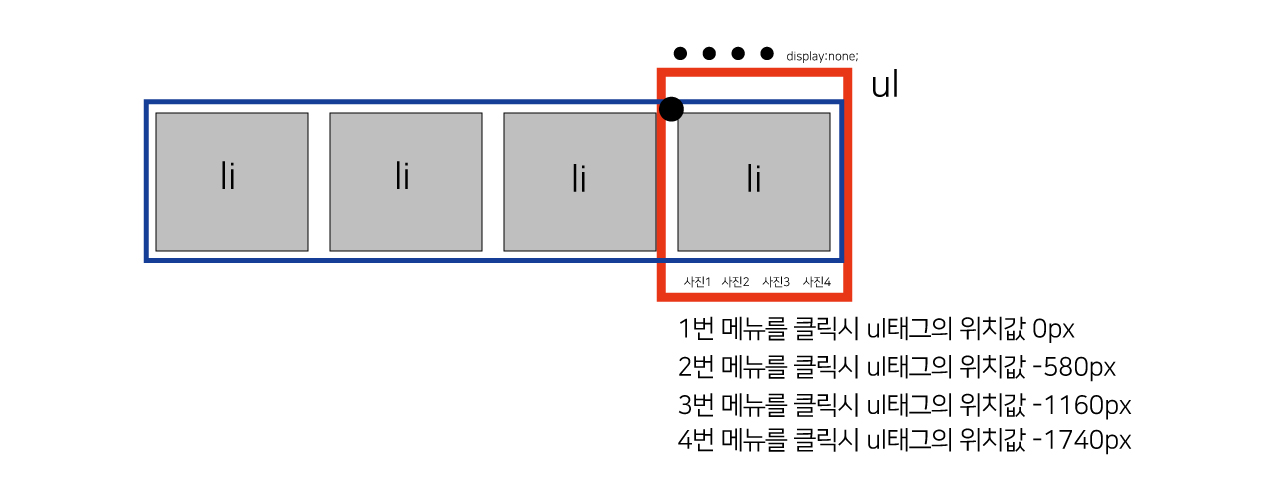 display:none;
ul
li li li li
사진1 사진2 사진3 사진4
1번 메뉴를 클릭시 ul태그의 위치값 0px
2번 메뉴를 클릭시 ul태그의 위치값 -580px
3번 메뉴를 클릭시 ul태그의 위치값 -1160px
4번 메뉴를 클릭시 ul태그의 위치값 -1740px